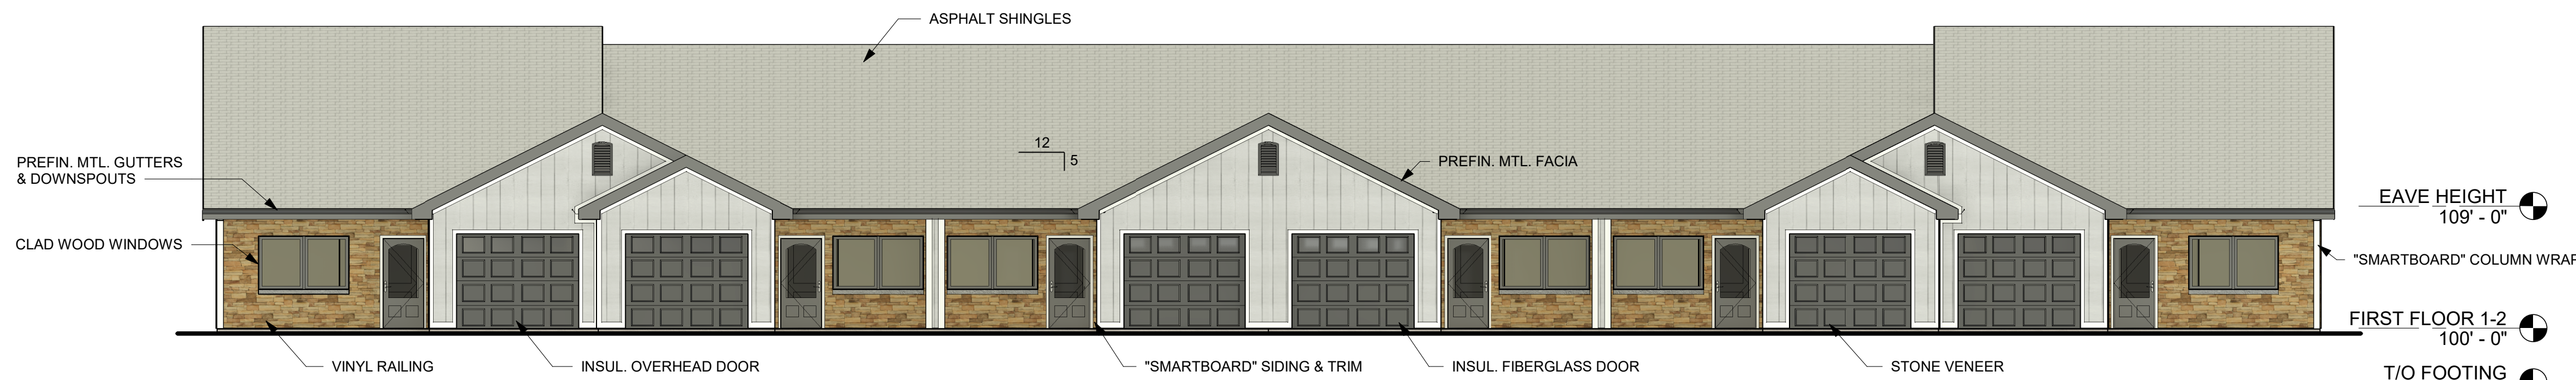 ASPHALT SHINGLES
12
5
PREFIN. MTL. GUTTERS
& DOWNSPOUTS
PREFIN. MTL. FACIA
EAVE HEIGHT
109' - 0"
CLAD WOOD WINDOWS
"SMARTBOARD" COLUMN WRAP
FIRST FLOOR 1-2
100' - 0"
VINYL RAILING
INSUL. OVERHEAD DOOR
"SMARTBOARD" SIDING & TRIM
INSUL. FIBERGLASS DOOR
STONE VENEER
T/O FOOTING